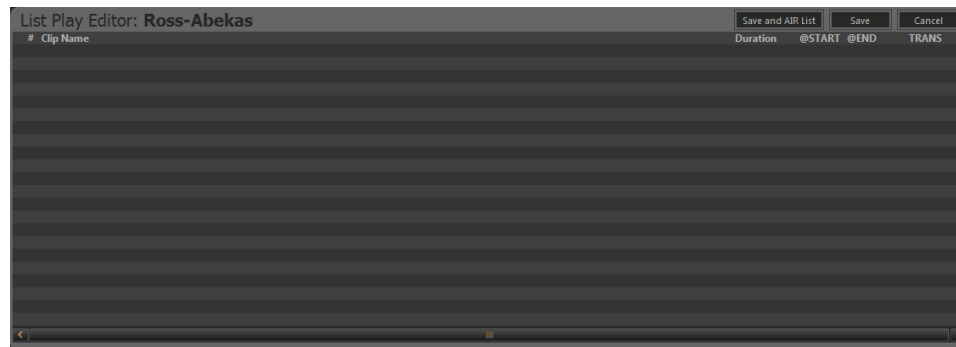 List Play Editor: Ross-Abekas Save and AIR List Save Cancel
# Clip Name Duration @START @END TRANS